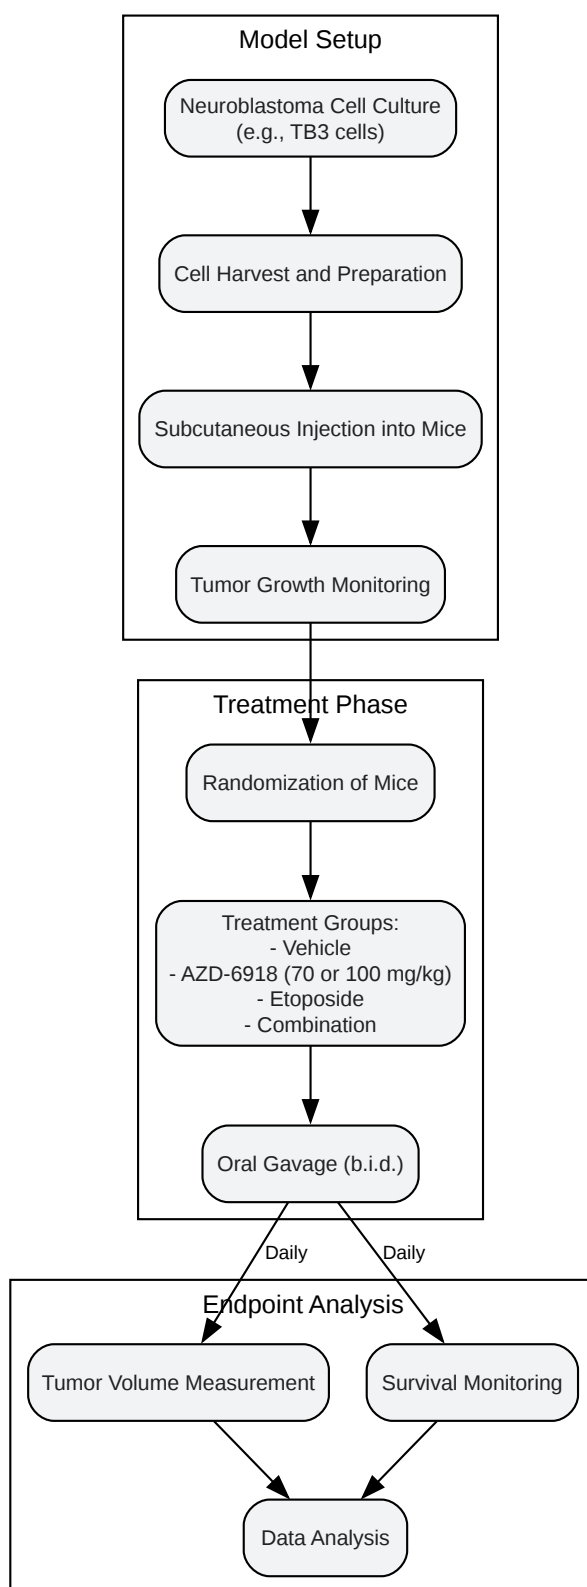 Model Setup
Neuroblastoma Cell Culture
(e.g., TB3 cells)
Cell Harvest and Preparation
Subcutaneous Injection into Mice
Tumor Growth Monitoring
Treatment Phase
Randomization of Mice
Treatment Groups:
- Vehicle
- AZD-6918 (70 or 100 mg/kg)
- Etoposide
- Combination
Oral Gavage (b.i.d.)
Daily
Daily
Endpoint Analysis
Tumor Volume Measurement
Survival Monitoring
Data Analysis